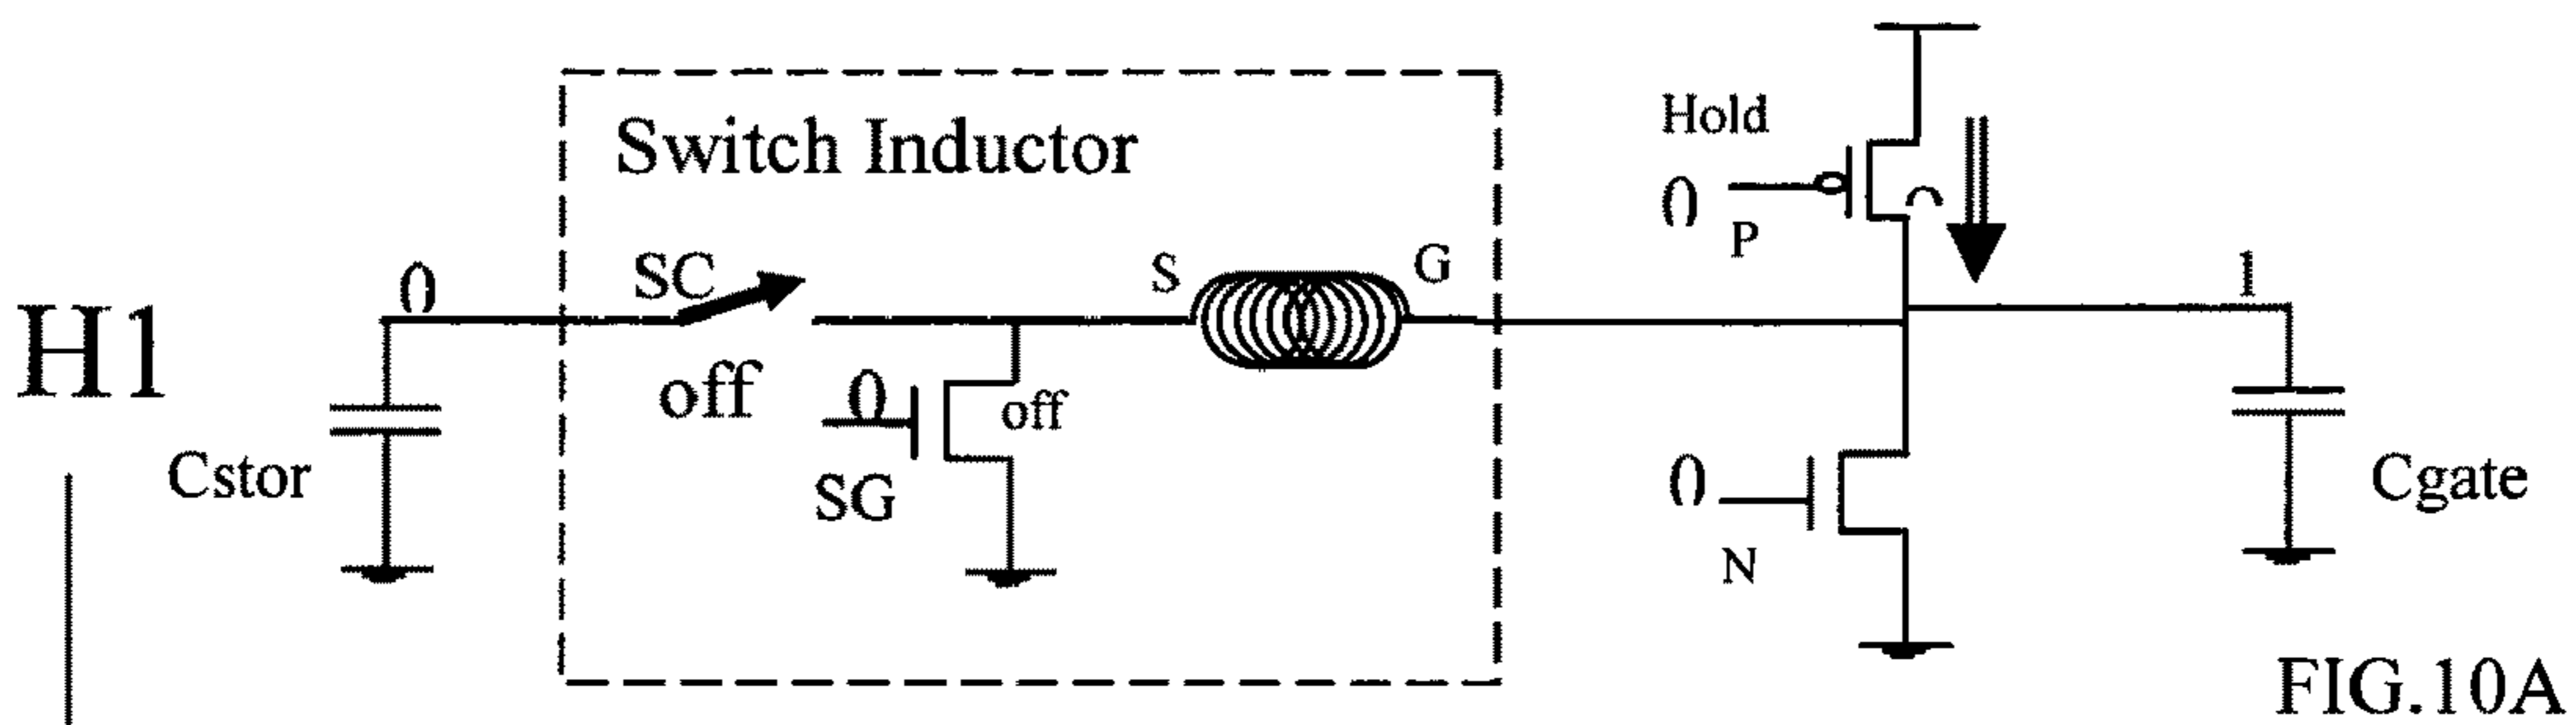 Switch Inductor
Hold
0
P
1
H1
0
SC
S
G
off
0
off
SG
Cstor
0
N
Cgate
FIG.10A